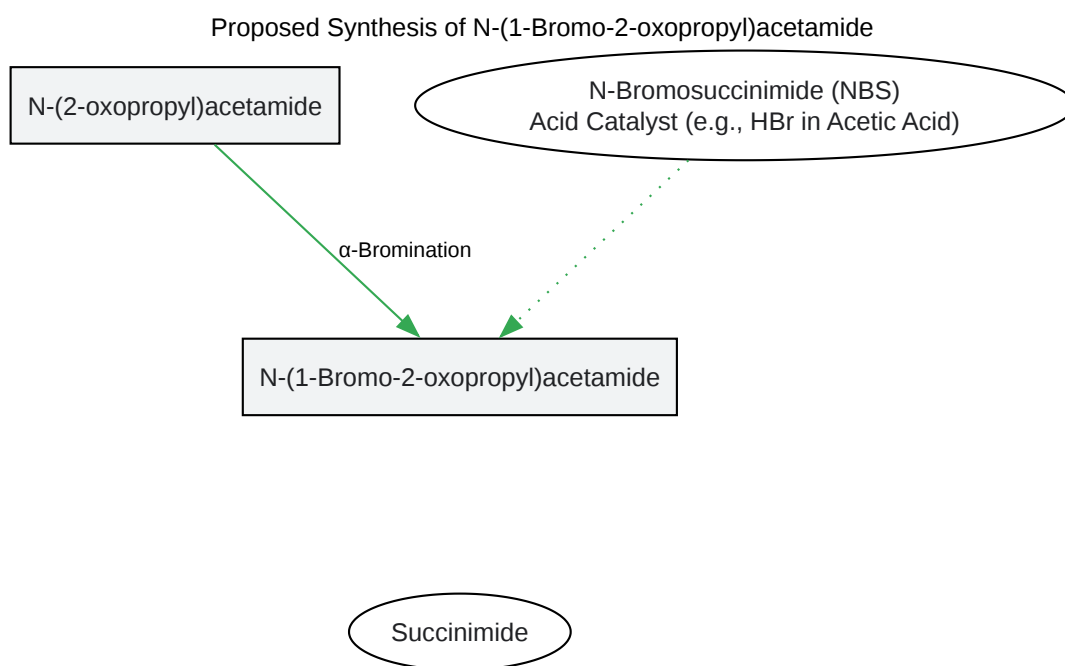 Proposed Synthesis of N-(1-Bromo-2-oxopropyl)acetamide
N-(2-oxopropyl)acetamide
N-Bromosuccinimide (NBS)
Acid Catalyst (e.g., HBr in Acetic Acid)
α-Bromination
N-(1-Bromo-2-oxopropyl)acetamide
Succinimide